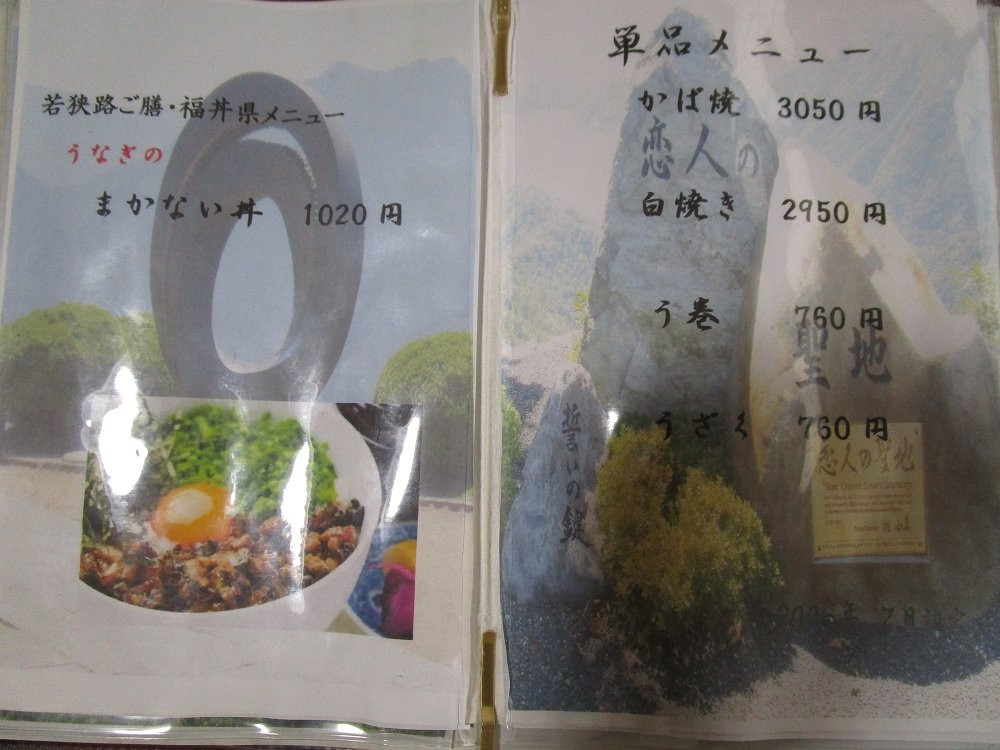 若狭路ご膳・福井県メニュー
うなぎの
まかない丼 1020円
単品メニュー
かば焼 3050円
恋人の
白焼き 2950円
う巻 760円
聖地
うざく 760円
誓いの鍵
恋人の聖地